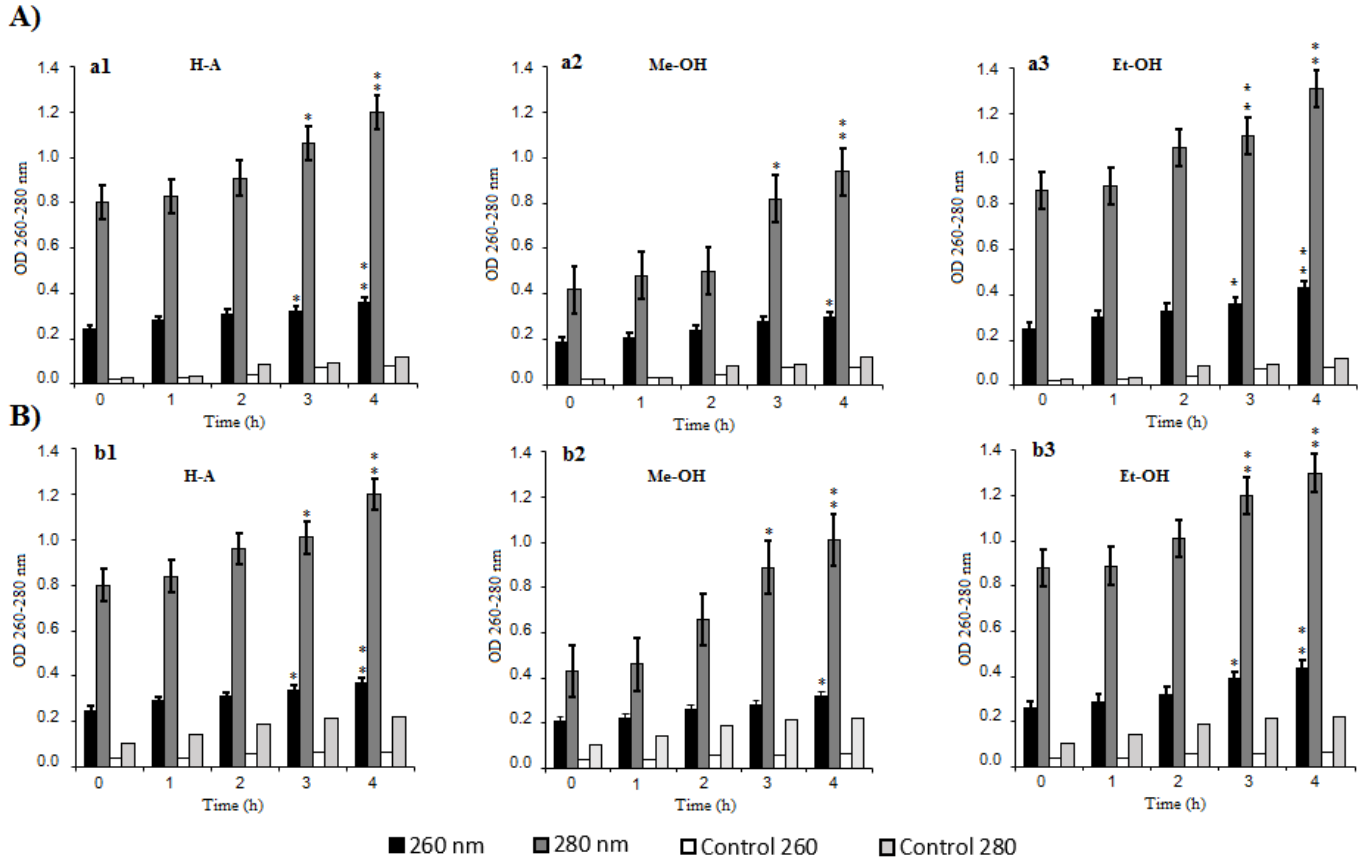 A)
a1 H-A
1.4
1.2
1.0
0.8
0.6
0.4
0.2
0.0
OD 260-280 nm
* * *
* * *
0 1 2 3 4
Time (h)
a2 Me-OH
1.4
1.2
1.0
0.8
0.6
0.4
0.2
0.0
OD 260-280 nm
* * *
*
0 1 2 3 4
Time (h)
a3 Et-OH
1.4
1.2
1.0
0.8
0.6
0.4
0.2
0.0
OD 260-280 nm
* * * *
* * *
0 1 2 3 4
Time (h)
B)
b1 H-A
1.4
1.2
1.0
0.8
0.6
0.4
0.2
0.0
OD 260-280 nm
* * *
* * *
0 1 2 3 4
Time (h)
b2 Me-OH
1.4
1.2
1.0
0.8
0.6
0.4
0.2
0.0
OD 260-280 nm
* * *
*
0 1 2 3 4
Time (h)
b3 Et-OH
1.4
1.2
1.0
0.8
0.6
0.4
0.2
0.0
OD 260-280 nm
* * * *
* * *
0 1 2 3 4
Time (h)
260 nm 280 nm Control 260 Control 280